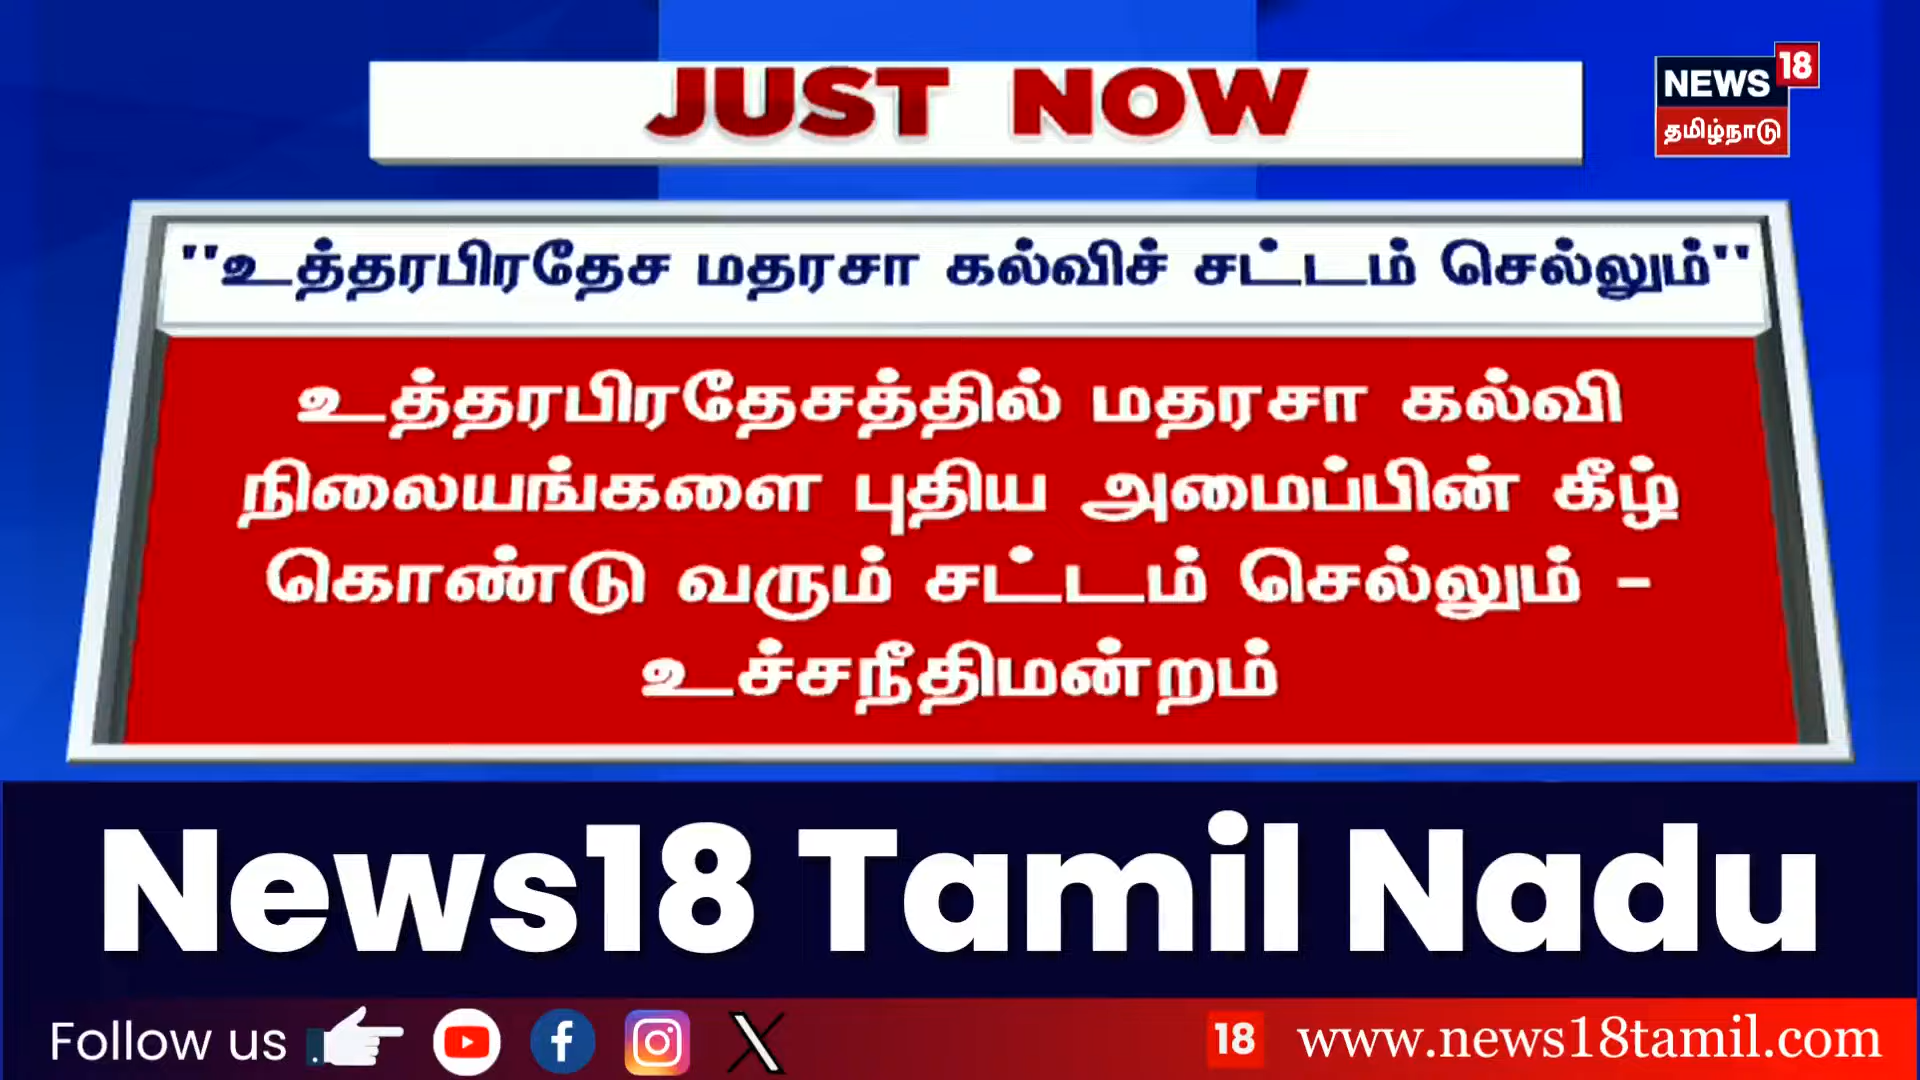 JUST NOW
NEWS 18
தமிழ்நாடு
''உத்தரபிரதேச மதரசா கல்விச் சட்டம் செல்லும்''
உத்தரபிரதேசத்தில் மதரசா கல்வி
நிலையங்களை புதிய அமைப்பின் கீழ்
கொண்டு வரும் சட்டம் செல்லும் –
உச்சநீதிமன்றம்
News18 Tamil Nadu
Follow us
18 www.news18tamil.com